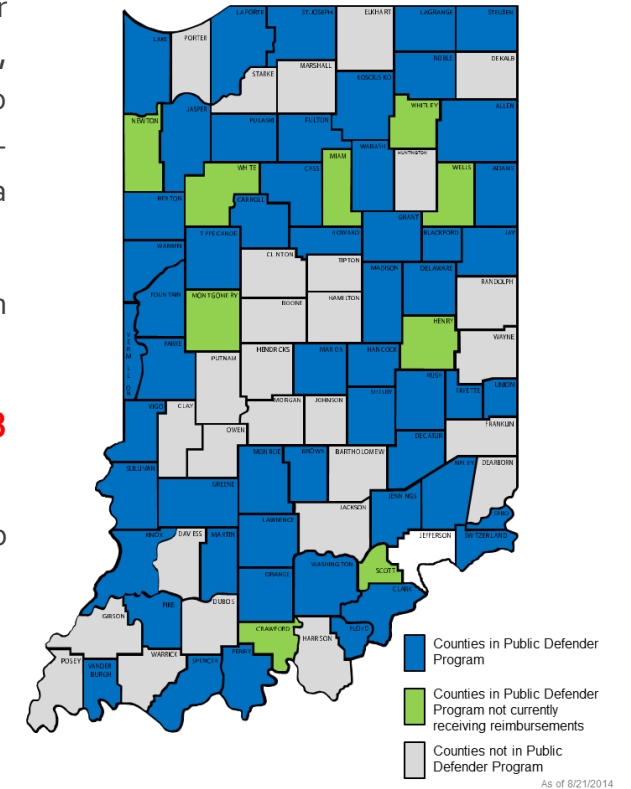 r
,
o
-
a
n
3
o
LAPORTE ST. JOSEPH ELKHART LAGRANGE STEUBEN
LAKE PORTER
NOBLE DE KALB
STARKE MARSHALL
KOSCIUSKO
JASPER WHITLEY ALLEN
NEWTON PULASKI FULTON
WABASH HUNTINGTON
MIAMI
WHITE CASS WELLS ADAMS
BENTON CARROLL
GRANT
TIPPECANOE HOWARD BLACKFORD JAY
WARREN
CLINTON TIPTON
MADISON DELAWARE
RANDOLPH
FOUNTAIN MONTGOMERY BOONE HAMILTON
HENRY
WAYNE
VERMILLION
PARKE PUTNAM HENDRICKS MARION HANCOCK
RUSH
SHELBY FAYETTE UNION
VIGO CLAY MORGAN JOHNSON
FRANKLIN
OWEN DECATUR
MONROE BROWN BARTHOLOMEW
SULLIVAN RIPLEY DEARBORN
GREENE
JENNINGS
JACKSON
OHIO
LAWRENCE
KNOX DAVIESS MARTIN JEFFERSON SWITZERLAND
WASHINGTON
SCOTT
ORANGE
CLARK
PIKE DUBOIS
GIBSON
CRAWFORD FLOYD
HARRISON
PERRY
POSEY VANDER
BURGH
WARRICK SPENCER
Counties in Public Defender
Program
Counties in Public Defender
Program not currently
receiving reimbursements
Counties not in Public
Defender Program
As of 8/21/2014